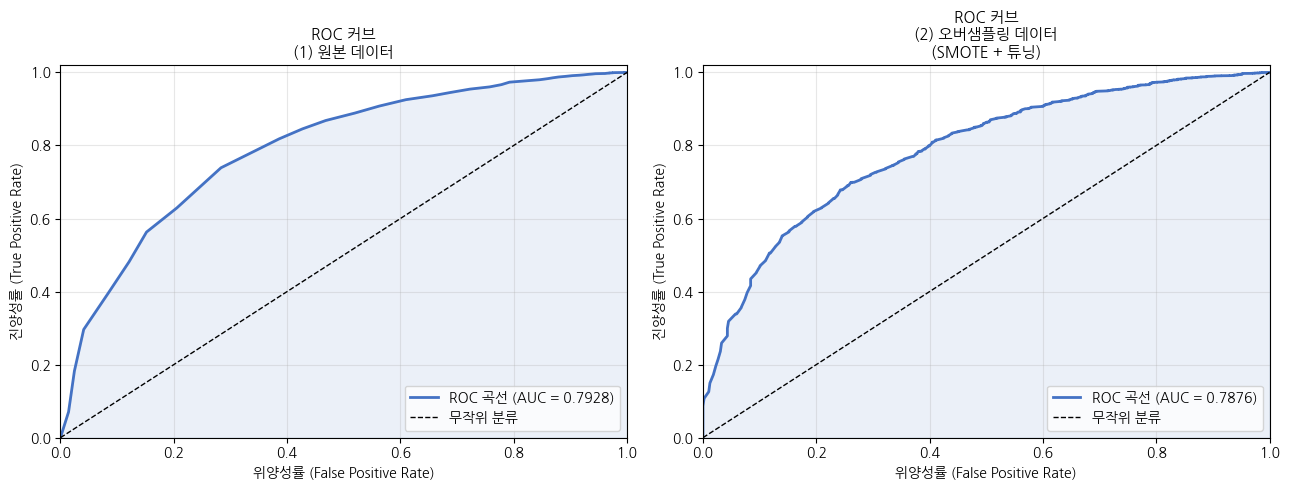 ROC 커브
(1) 원본 데이터
1.0
0.8
0.6
0.4
0.2
0.0
진양성률 (True Positive Rate)
ROC 곡선 (AUC = 0.7928)
무작위 분류
0.0 0.2 0.4 0.6 0.8 1.0
위양성률 (False Positive Rate)
ROC 커브
(2) 오버샘플링 데이터
(SMOTE + 튜닝)
1.0
0.8
0.6
0.4
0.2
0.0
진양성률 (True Positive Rate)
ROC 곡선 (AUC = 0.7876)
무작위 분류
0.0 0.2 0.4 0.6 0.8 1.0
위양성률 (False Positive Rate)